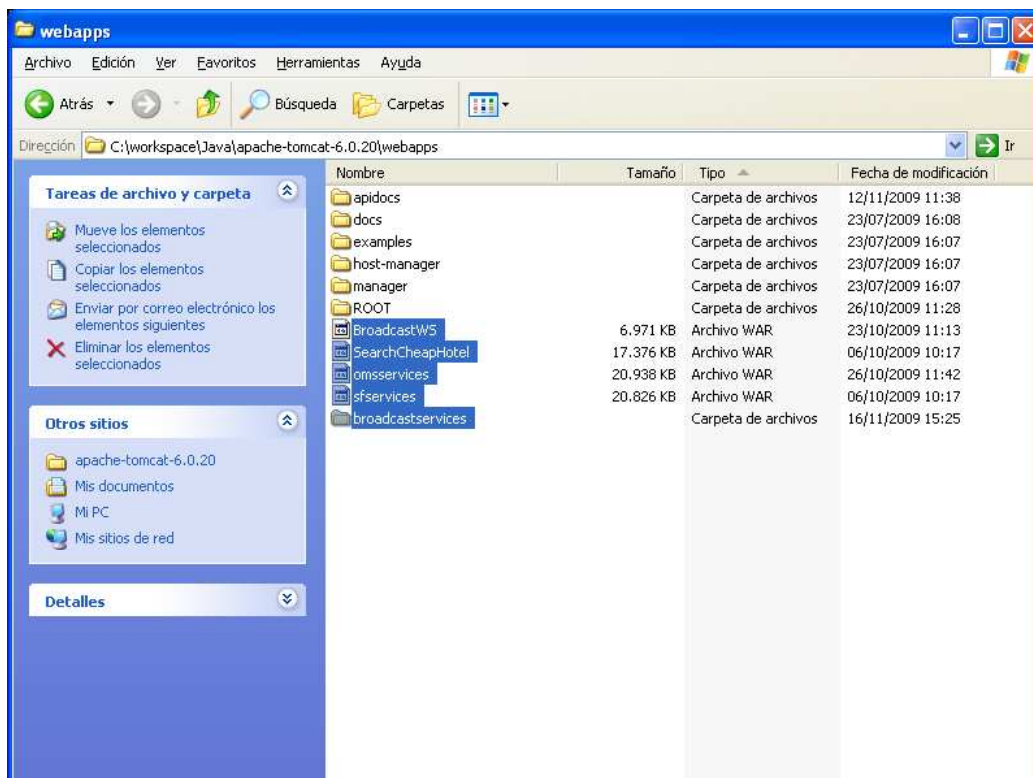 webapps
Archivo Edición Ver Favoritos Herramientas Ayuda
Atrás Búsqueda Carpetas
Dirección C:\workspace\Java\apache-tomcat-6.0.20\webapps Ir
Tareas de archivo y carpeta
Mueve los elementos
seleccionados
Copiar los elementos
seleccionados
Enviar por correo electrónico los
elementos siguientes
Eliminar los elementos
seleccionados
Otros sitios
apache-tomcat-6.0.20
Mis documentos
Mi PC
Mis sitios de red
Detalles
Nombre Tamaño Tipo Fecha de modificación
apidocs Carpeta de archivos 12/11/2009 11:38
docs Carpeta de archivos 23/07/2009 16:08
examples Carpeta de archivos 23/07/2009 16:07
host-manager Carpeta de archivos 23/07/2009 16:07
manager Carpeta de archivos 23/07/2009 16:07
ROOT Carpeta de archivos 26/10/2009 11:28
BroadcastWS 6.971 KB Archivo WAR 23/10/2009 11:13
SearchCheapHotel 17.376 KB Archivo WAR 06/10/2009 10:17
omsservices 20.938 KB Archivo WAR 26/10/2009 11:42
sfservices 20.826 KB Archivo WAR 06/10/2009 10:17
broadcastservices Carpeta de archivos 16/11/2009 15:25